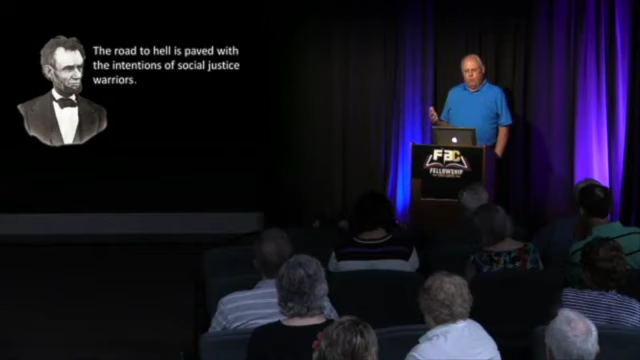 The road to hell is paved with
the intentions of social justice
warriors.
FBC
FELLOWSHIP